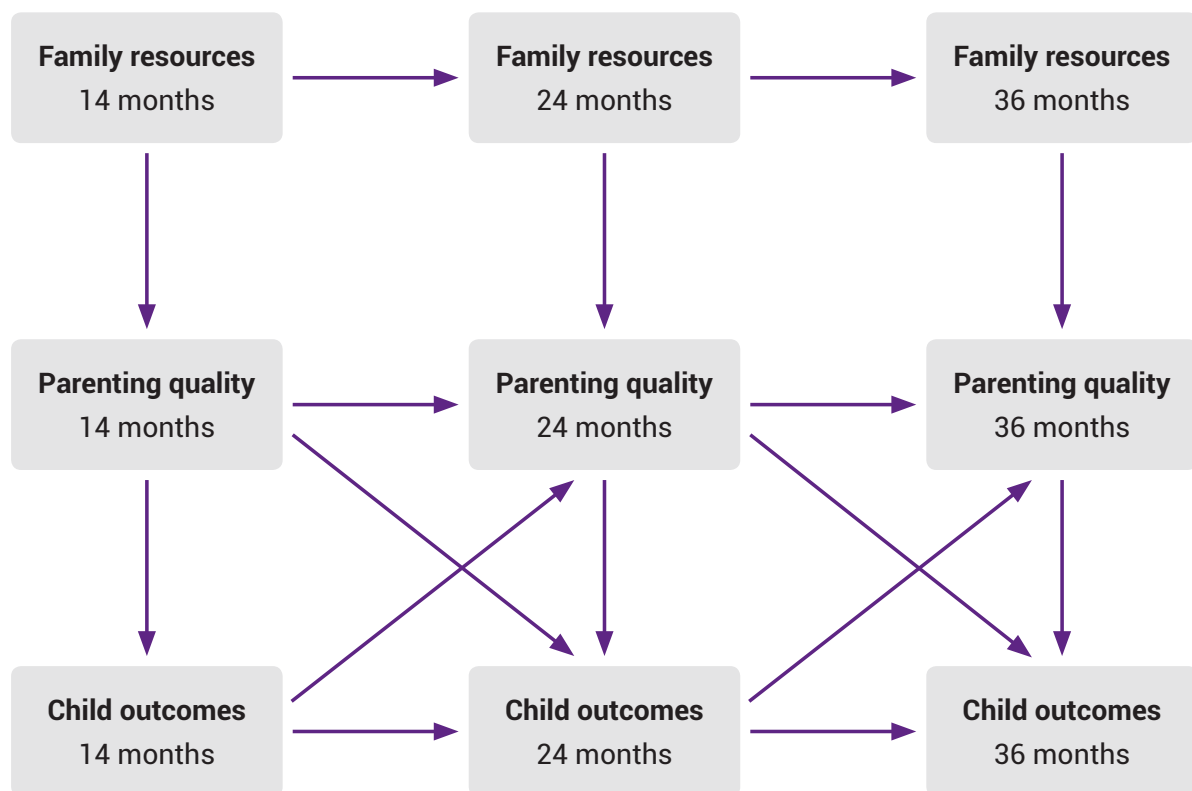 Family resources
14 months
Family resources
24 months
Family resources
36 months
Parenting quality
14 months
Parenting quality
24 months
Parenting quality
36 months
Child outcomes
14 months
Child outcomes
24 months
Child outcomes
36 months